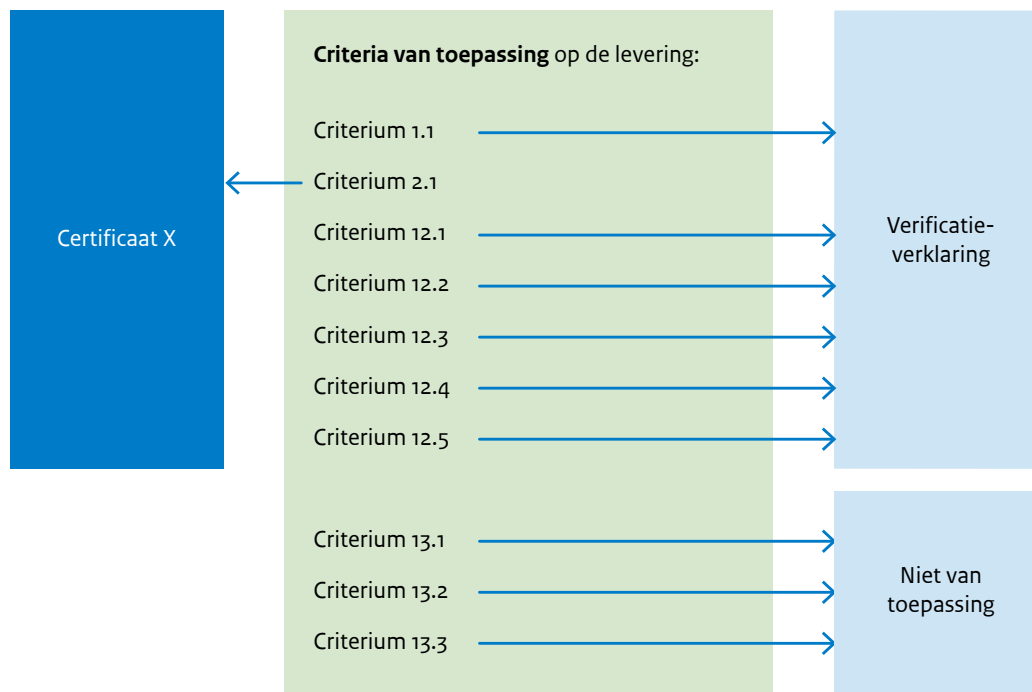 Criteria van toepassing op de levering:
Criterium 1.1
Criterium 2.1
Criterium 12.1
Criterium 12.2
Criterium 12.3
Criterium 12.4
Criterium 12.5
Criterium 13.1
Criterium 13.2
Criterium 13.3
Certificaat X
Verificatie-
verklaring
Niet van
toepassing